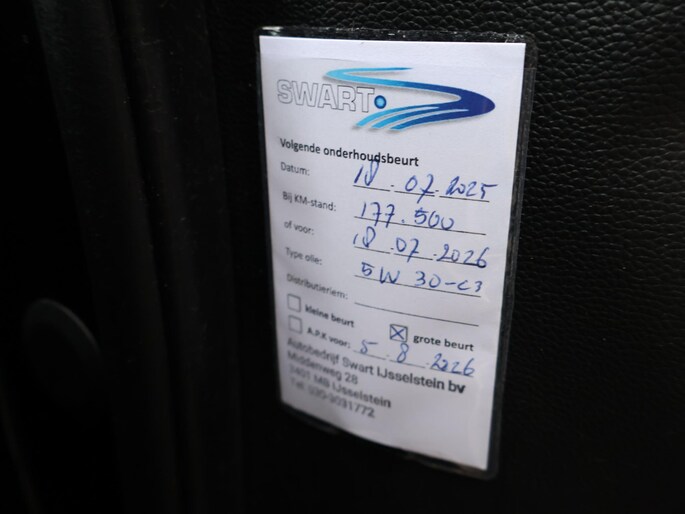 SWART
Volgende onderhoudsbeurt
Datum: 18.07.2025
Bij KM-stand: 177.500
of voor: 18.07.2026
Type olie: 5W 30-C3
Distributieriem:
kleine beurt grote beurt
A.P.K voor: 5.8.2026
Autobedrijf Swart IJsselstein bv
Middenweg 28
3401 MB IJsselstein
Tel: